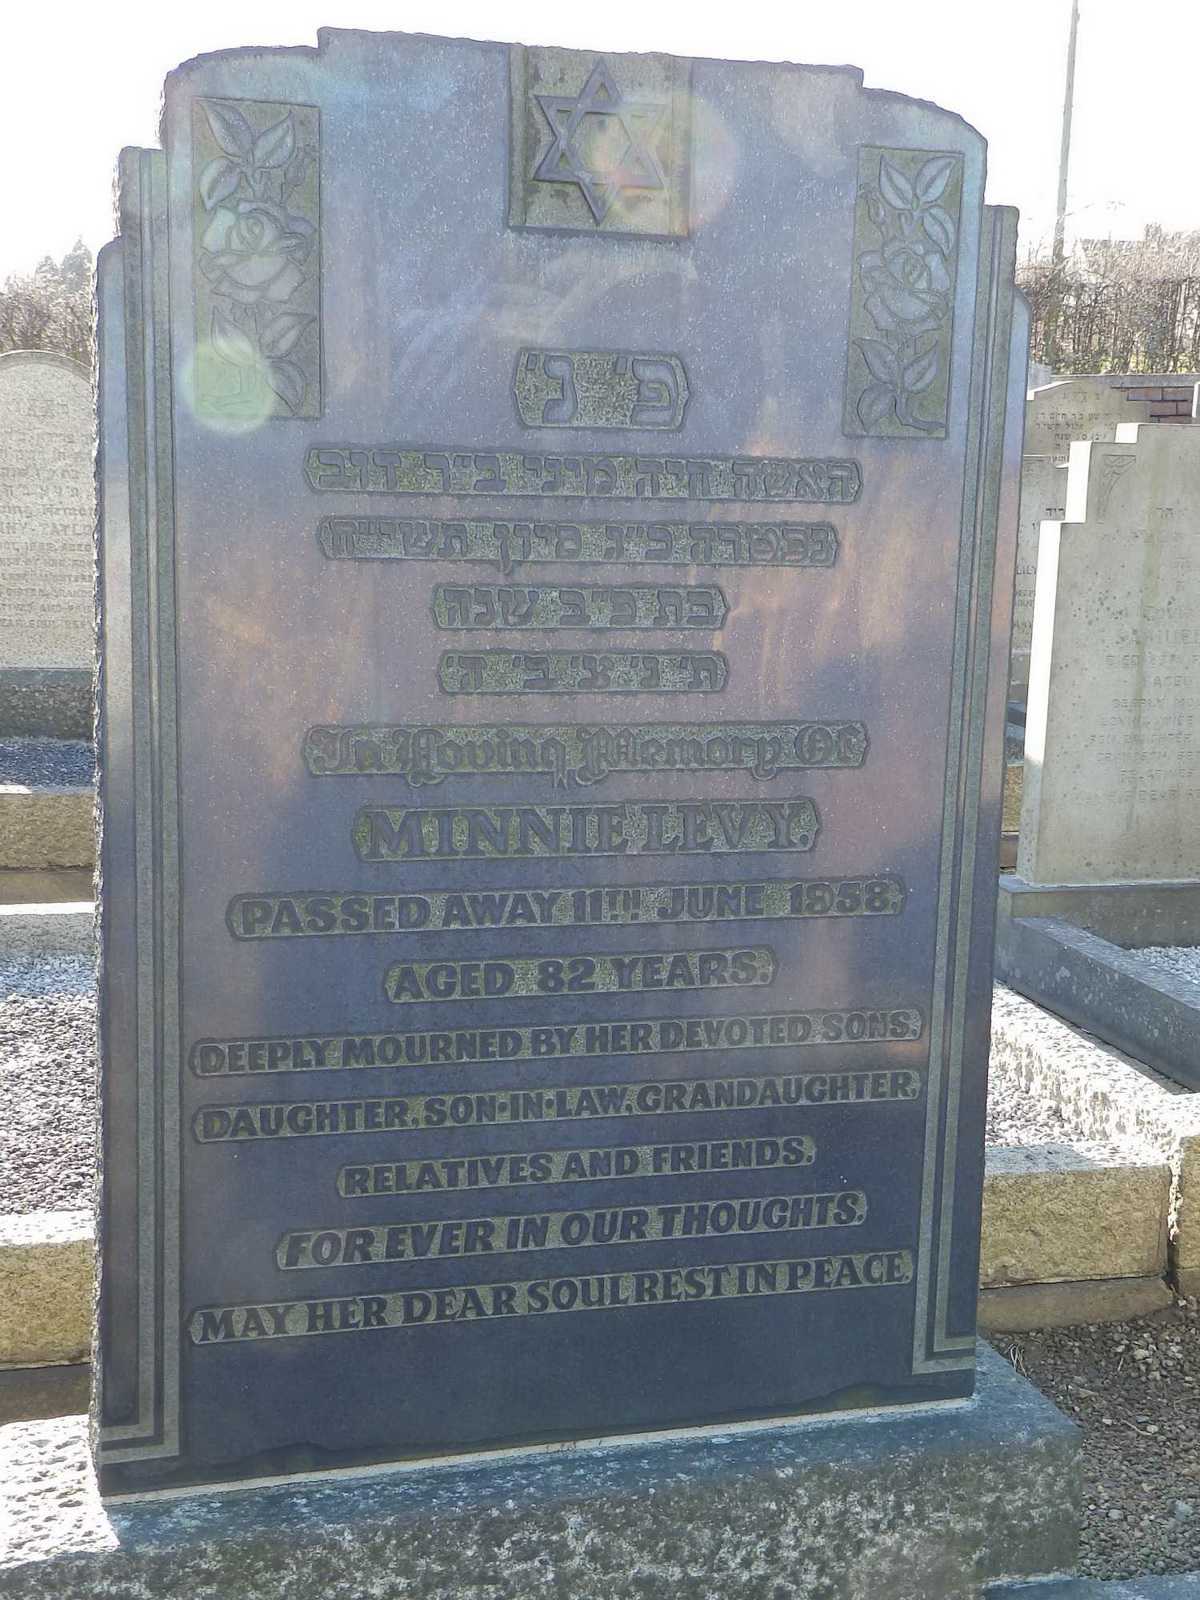 פ' נ'
האשה חיה מיני ב"ר דוב
נפטרה כ"ג סיון תשי"ח
בת פ"ב שנה
ת' נ' צ' ב' ה'
In Loving Memory Of
MINNIE LEVY.
PASSED AWAY 11TH JUNE 1958.
AGED 82 YEARS.
DEEPLY MOURNED BY HER DEVOTED SONS,
DAUGHTER, SON-IN-LAW, GRANDAUGHTER,
RELATIVES AND FRIENDS.
FOR EVER IN OUR THOUGHTS.
MAY HER DEAR SOUL REST IN PEACE.